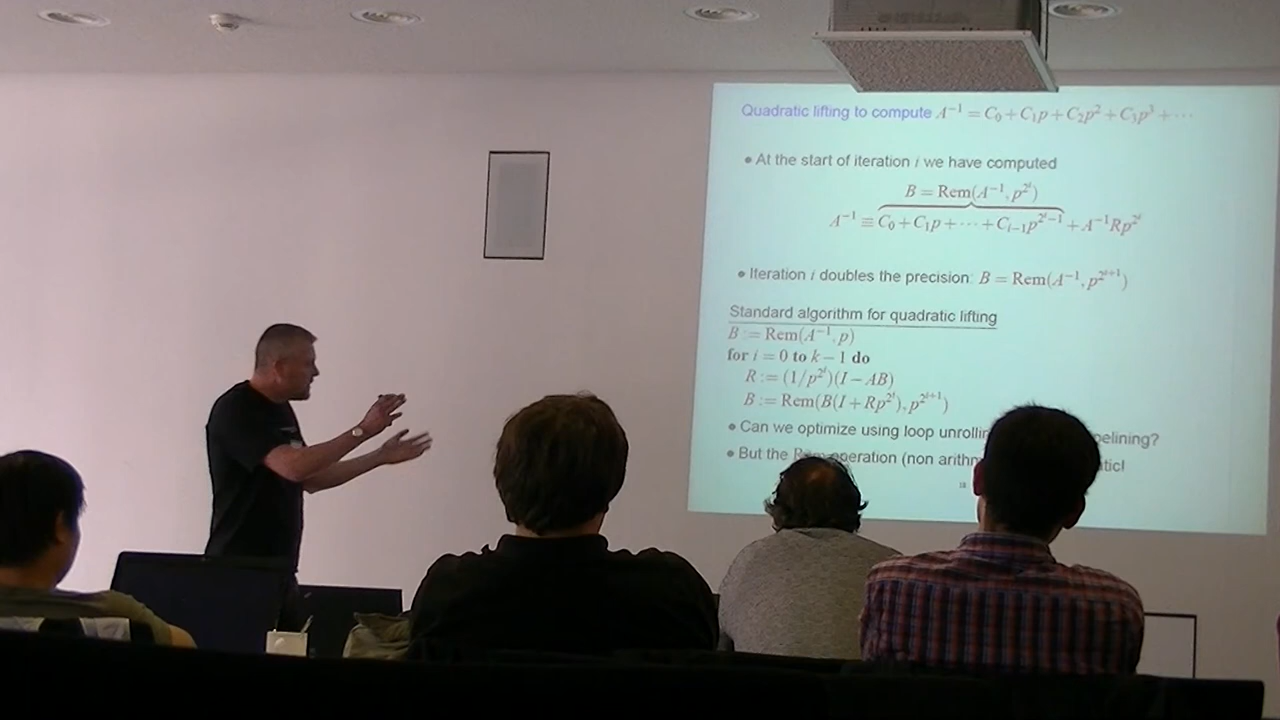 Quadratic lifting to compute A⁻¹ = C₀ + C₁p + C₂p² + C₃p³ + ⋯
• At the start of iteration i we have computed
B = Rem(A⁻¹, p^{2^i})
A⁻¹ ≡ C₀ + C₁p + ⋯ + C_{i−1}p^{2^i−1} + A⁻¹Rp^{2^i}
• Iteration i doubles the precision: B = Rem(A⁻¹, p^{2^{i+1}})
Standard algorithm for quadratic lifting
B := Rem(A⁻¹, p)
for i = 0 to k − 1 do
R := (1/p^{2^i})(I − AB)
B := Rem(B(I + Rp^{2^i}), p^{2^{i+1}})
• Can we optimize using loop
• But the operation (non
18